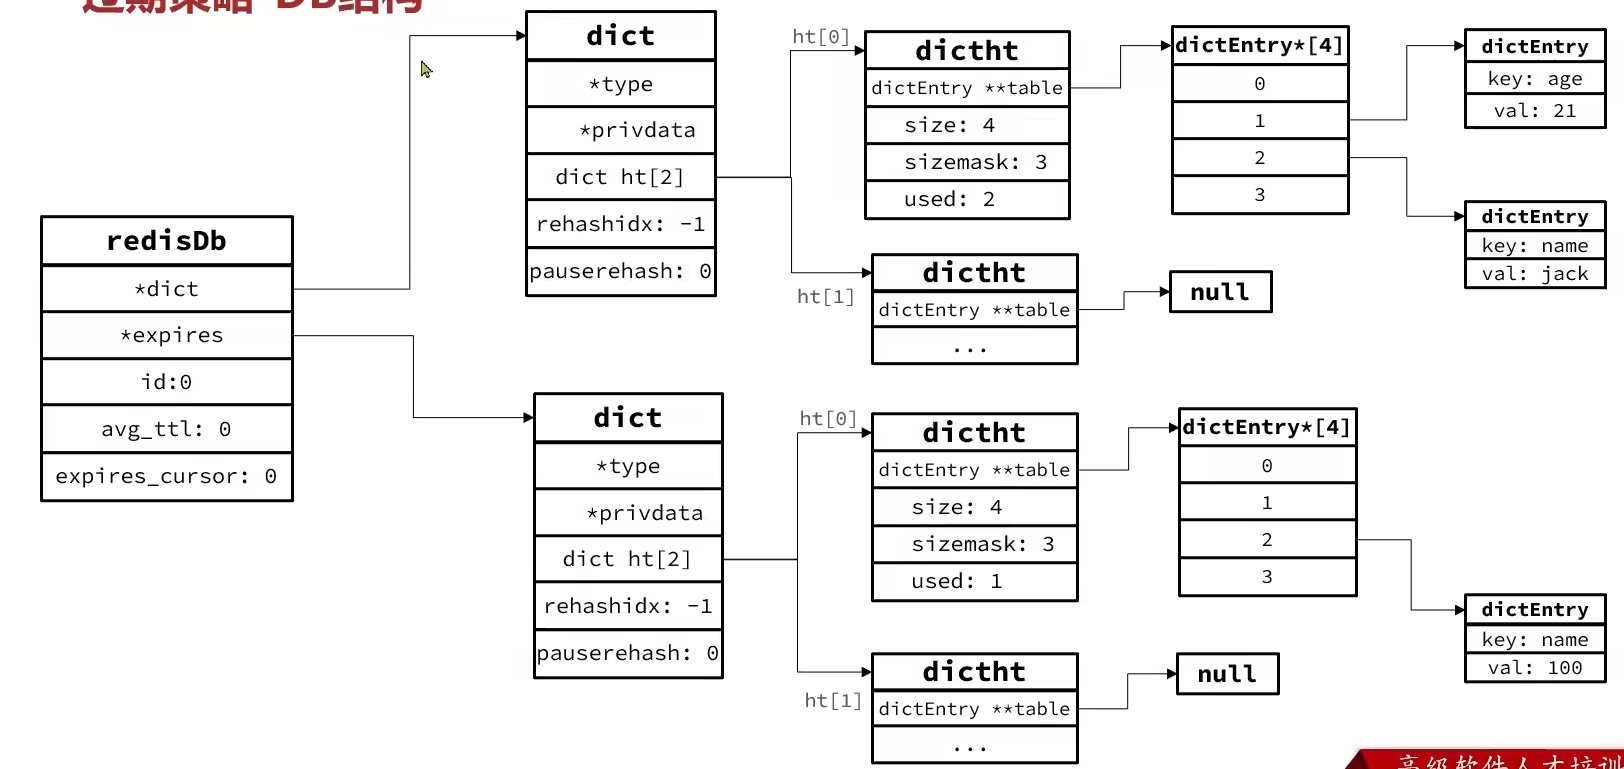 过期策略-DB结构
redisDb
*dict
*expires
id:0
avg_ttl: 0
expires_cursor: 0
dict
*type
*privdata
dict ht[2]
rehashidx: -1
pauserehash: 0
ht[0]
dictht
dictEntry **table
size: 4
sizemask: 3
used: 2
dictEntry*[4]
0
1
2
3
dictEntry
key: age
val: 21
dictEntry
key: name
val: jack
ht[1]
dictht
dictEntry **table
...
null
dict
*type
*privdata
dict ht[2]
rehashidx: -1
pauserehash: 0
ht[0]
dictht
dictEntry **table
size: 4
sizemask: 3
used: 1
dictEntry*[4]
0
1
2
3
dictEntry
key: name
val: 100
ht[1]
dictht
dictEntry **table
...
null
高级软件人才培训